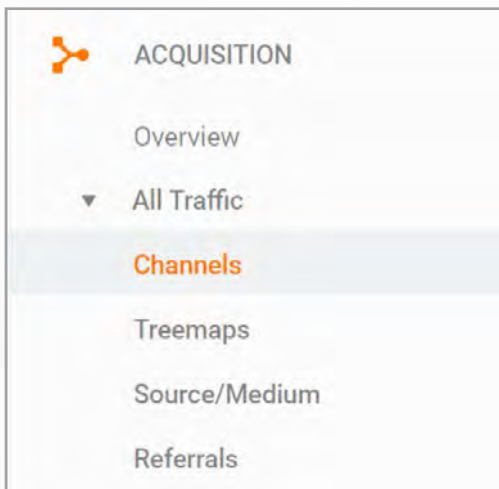 ACQUISITION
Overview
All Traffic
Channels
Treemaps
Source/Medium
Referrals